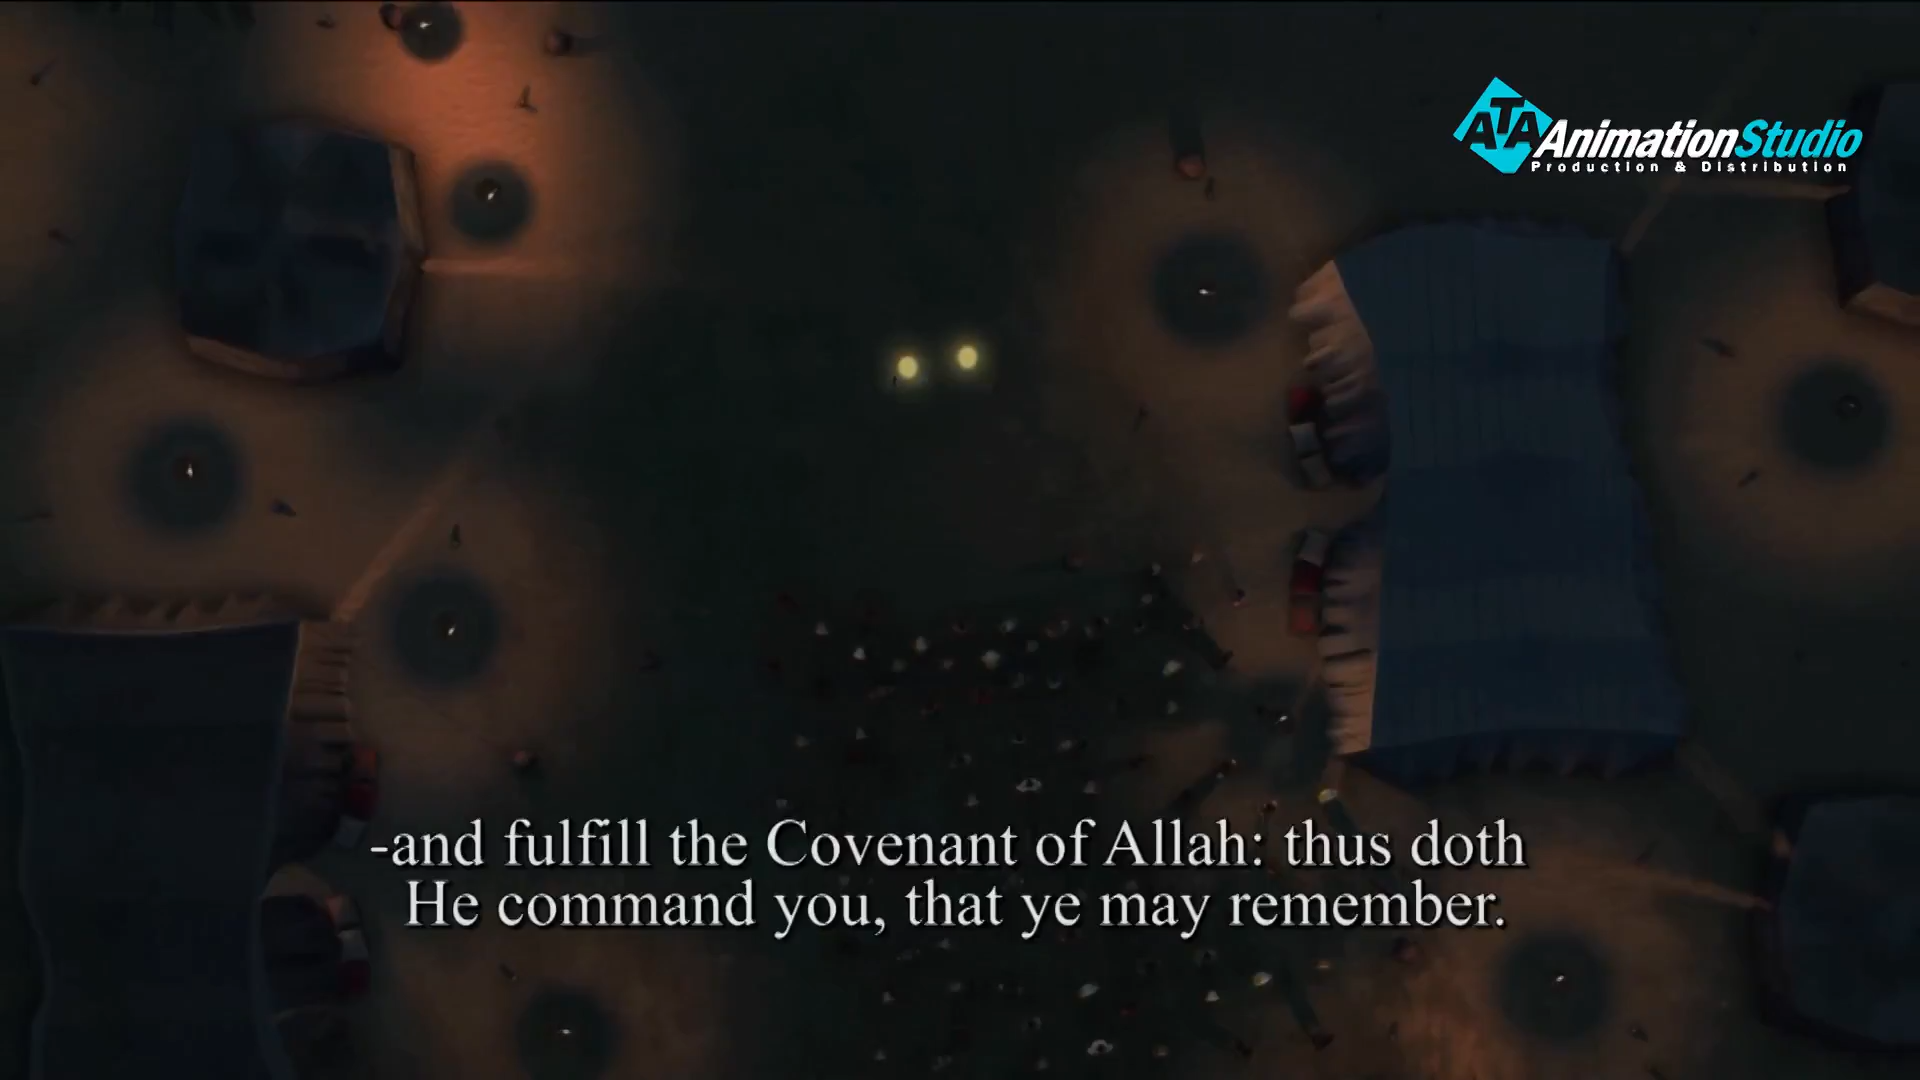 ATA
AnimationStudio
Production & Distribution
-and fulfill the Covenant of Allah: thus doth
He command you, that ye may remember.